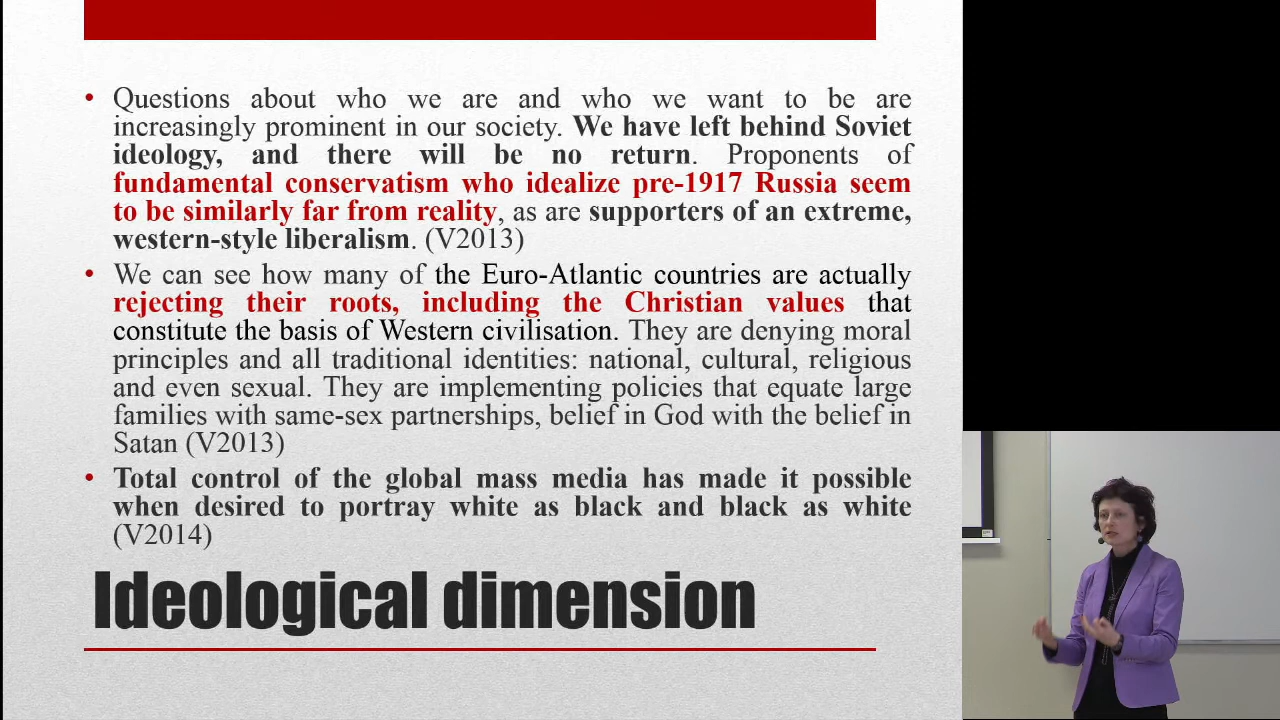 • Questions about who we are and who we want to be are
increasingly prominent in our society. We have left behind Soviet
ideology, and there will be no return. Proponents of
fundamental conservatism who idealize pre-1917 Russia seem
to be similarly far from reality, as are supporters of an extreme,
western-style liberalism. (V2013)
• We can see how many of the Euro-Atlantic countries are actually
rejecting their roots, including the Christian values that
constitute the basis of Western civilisation. They are denying moral
principles and all traditional identities: national, cultural, religious
and even sexual. They are implementing policies that equate large
families with same-sex partnerships, belief in God with the belief in
Satan (V2013)
• Total control of the global mass media has made it possible
when desired to portray white as black and black as white
(V2014)
Ideological dimension